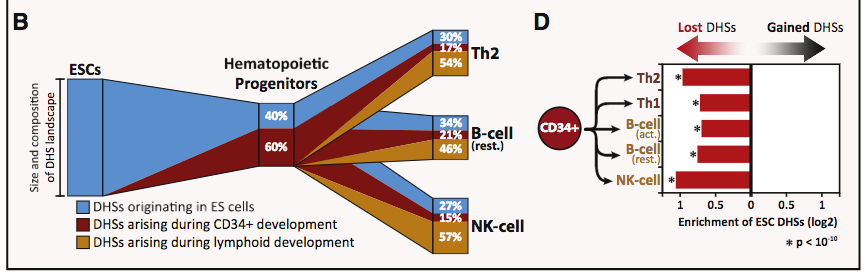 B
ESCs
Size and composition
of DHS landscape
Hematopoietic
Progenitors
40%
60%
30%
17%
54%
Th2
34%
21%
46%
B-cell
(rest.)
27%
15%
57%
NK-cell
DHSs originating in ES cells
DHSs arising during CD34+ development
DHSs arising during lymphoid development
D
Lost DHSs
Gained DHSs
CD34+
Th2
*
Th1
*
B-cell
(act.)
*
B-cell
(rest.)
*
NK-cell
*
1 0.5 0 0.5 1
Enrichment of ESC DHSs (log2)
* p < 10-10